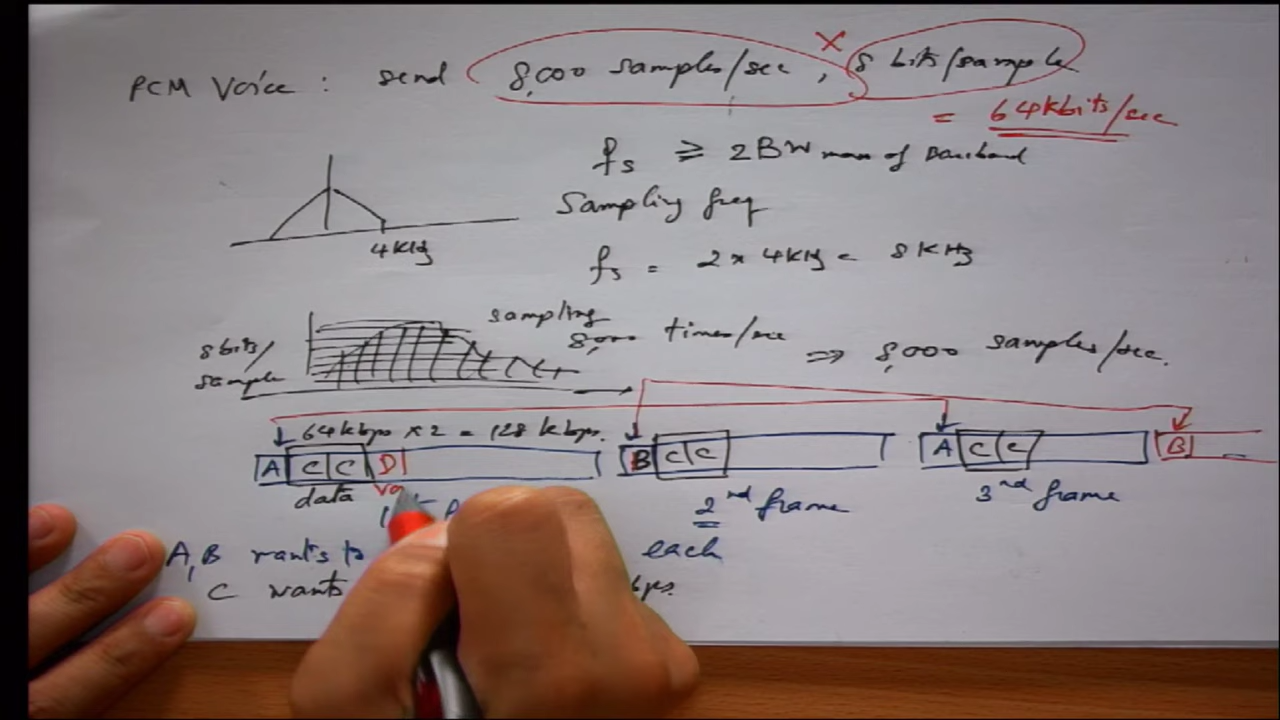 PCM Voice : send 8,000 samples/sec , × 8 bits/sample
= 64kbits/sec
fs ≥ 2BW max of Baseband
Sampling freq
4KHz
fs = 2 × 4KHz = 8KHz
sampling
8,000 times/sec ⇒ 8,000 samples/sec.
8bits/
sample
64kbps × 2 = 128 kbps.
A C C D B C C A C C B
data
2nd frame
3rd frame
A, B wants to each
C wants